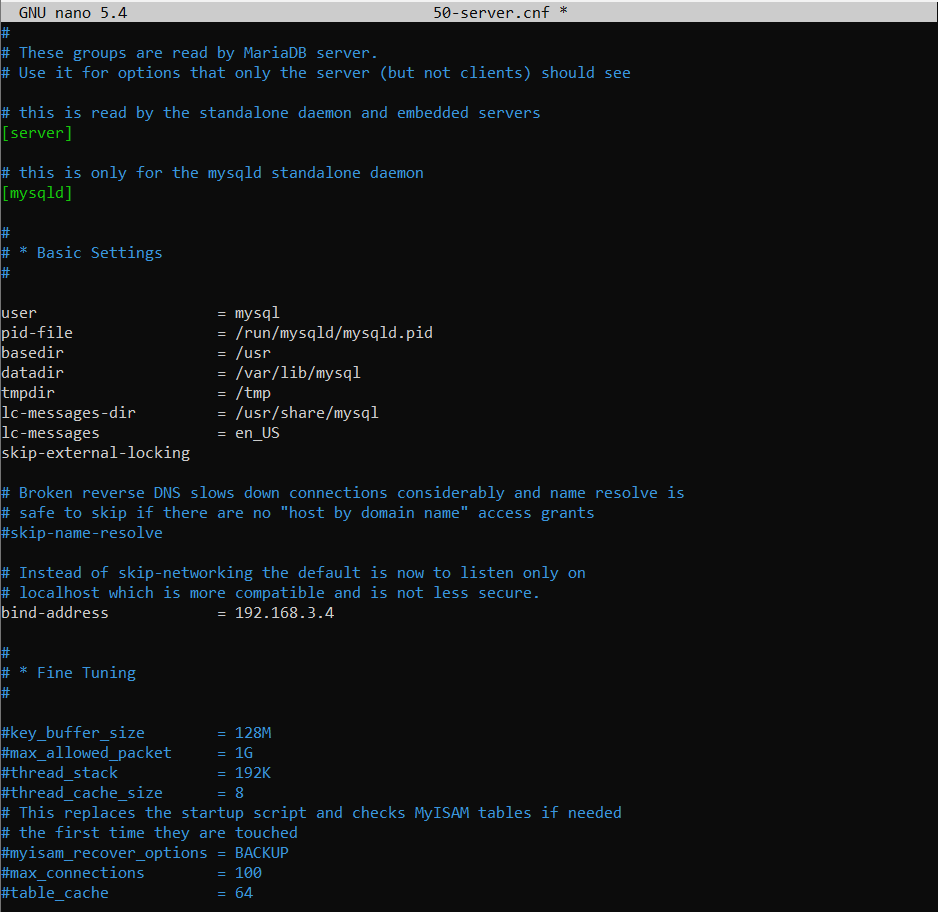 GNU nano 5.4 50-server.cnf *
#
# These groups are read by MariaDB server.
# Use it for options that only the server (but not clients) should see
# this is read by the standalone daemon and embedded servers
[server]
# this is only for the mysqld standalone daemon
[mysqld]
#
# * Basic Settings
#
user = mysql
pid-file = /run/mysqld/mysqld.pid
basedir = /usr
datadir = /var/lib/mysql
tmpdir = /tmp
lc-messages-dir = /usr/share/mysql
lc-messages = en_US
skip-external-locking
# Broken reverse DNS slows down connections considerably and name resolve is
# safe to skip if there are no "host by domain name" access grants
#skip-name-resolve
# Instead of skip-networking the default is now to listen only on
# localhost which is more compatible and is not less secure.
bind-address = 192.168.3.4
#
# * Fine Tuning
#
#key_buffer_size = 128M
#max_allowed_packet = 1G
#thread_stack = 192K
#thread_cache_size = 8
# This replaces the startup script and checks MyISAM tables if needed
# the first time they are touched
#myisam_recover_options = BACKUP
#max_connections = 100
#table_cache = 64